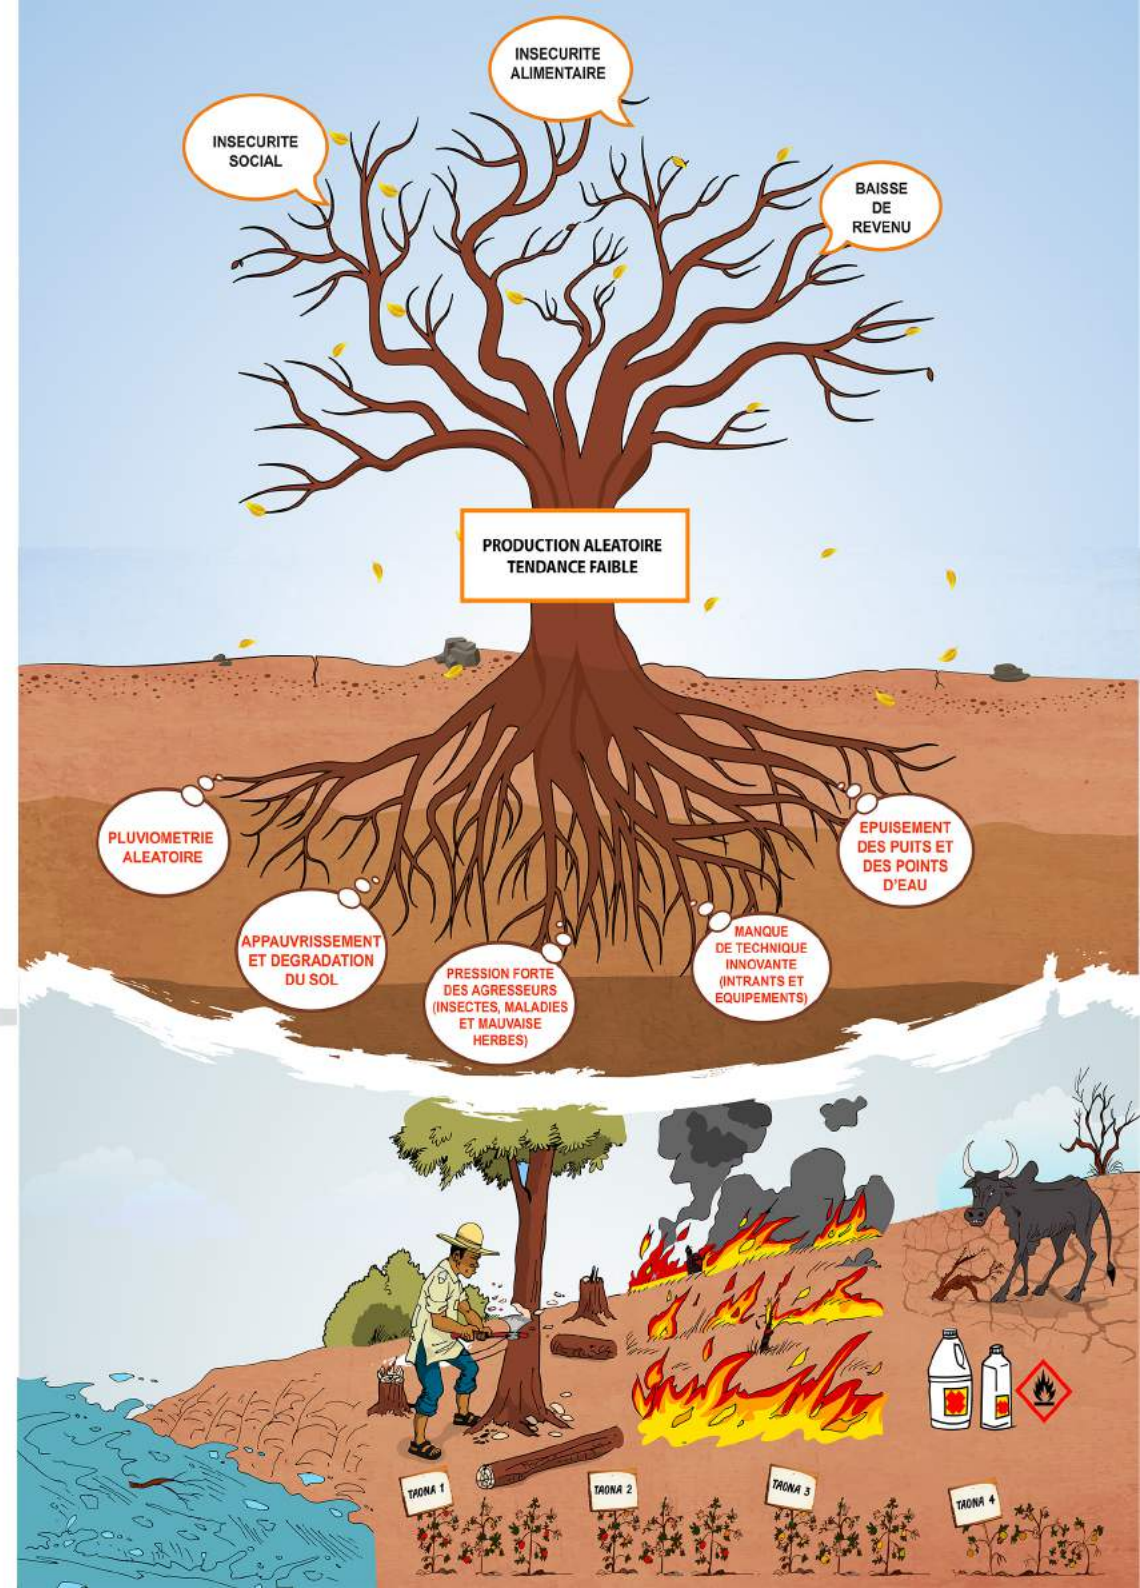 INSECURITE
ALIMENTAIRE
INSECURITE
SOCIAL
BAISSE
DE
REVENU
PRODUCTION ALEATOIRE
TENDANCE FAIBLE
PLUVIOMETRIE
ALEATOIRE
EPUISEMENT
DES PUITS ET
DES POINTS
D'EAU
APPAUVRISSEMENT
ET DEGRADATION
DU SOL
MANQUE
DE TECHNIQUE
INNOVANTE
(INTRANTS ET
EQUIPEMENTS)
PRESSION FORTE
DES AGRESSEURS
(INSECTES, MALADIES
ET MAUVAISE
HERBES)
TAONA 1
TAONA 2
TAONA 3
TAONA 4